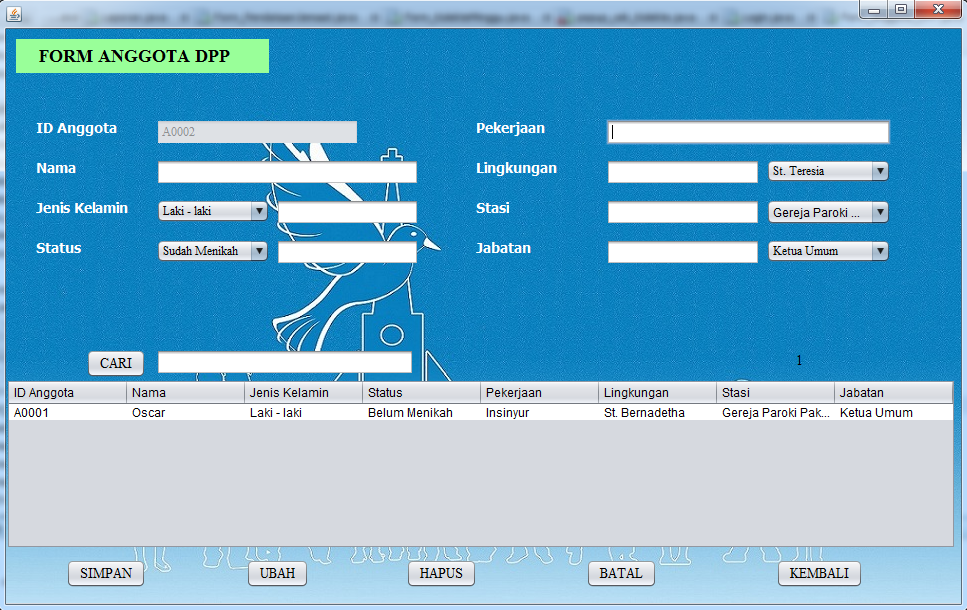 FORM ANGGOTA DPP
ID Anggota A0002 Pekerjaan
Nama Lingkungan St. Teresia
Jenis Kelamin Laki - laki Stasi Gereja Paroki ...
Status Sudah Menikah Jabatan Ketua Umum
CARI 1
ID Anggota Nama Jenis Kelamin Status Pekerjaan Lingkungan Stasi Jabatan
A0001 Oscar Laki - laki Belum Menikah Insinyur St. Bernadetha Gereja Paroki Pak... Ketua Umum
SIMPAN UBAH HAPUS BATAL KEMBALI